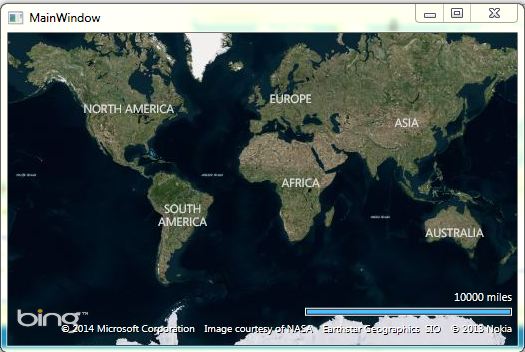 MainWindow
NORTH AMERICA
EUROPE
ASIA
AFRICA
SOUTH
AMERICA
AUSTRALIA
10000 miles
bing™
© 2014 Microsoft Corporation Image courtesy of NASA Earthstar Geographics SIO © 2013 Nokia